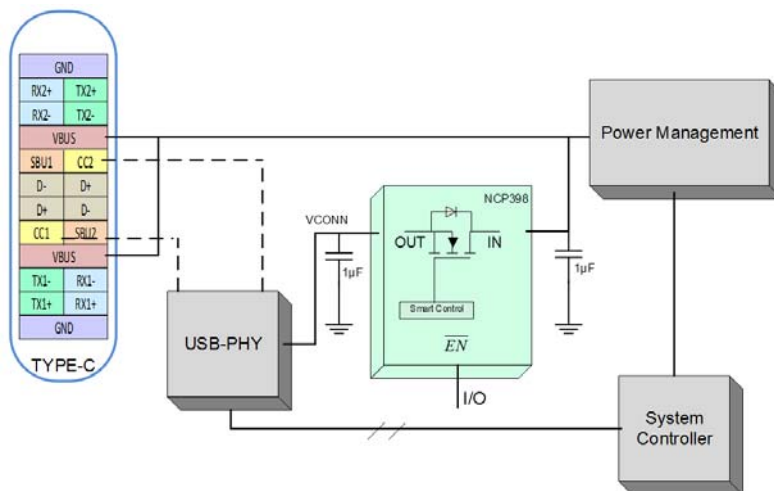 GND
RX2+ TX2+
RX2- TX2-
VBUS
SBU1 CC2
D- D+
D+ D-
CC1 SBU2
VBUS
TX1- RX1-
TX1+ RX1+
GND
TYPE-C
USB-PHY
VCONN
1µF
NCP398
OUT IN
Smart Control
EN
I/O
1µF
Power Management
System
Controller